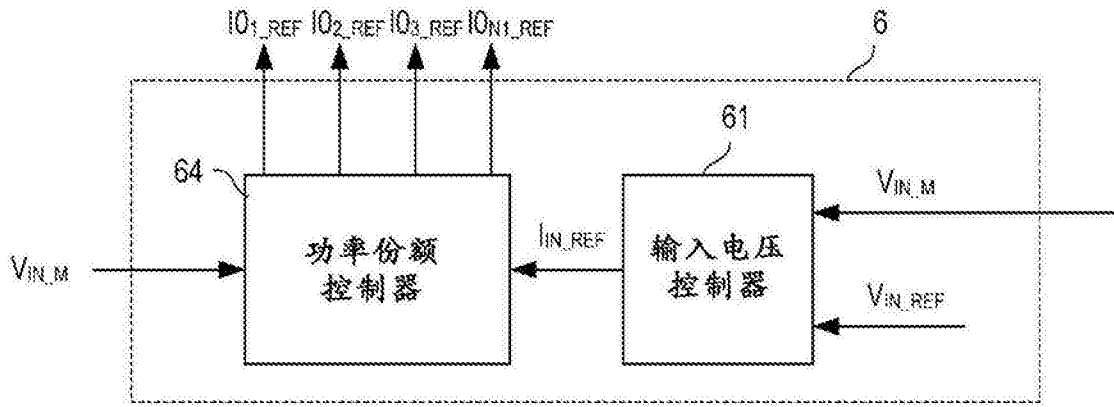 IO1_REF IO2_REF IO3_REF ION1_REF
6
61
64
VIN_M
功率份额
控制器
IIN_REF
输入电压
控制器
VIN_M
VIN_REF